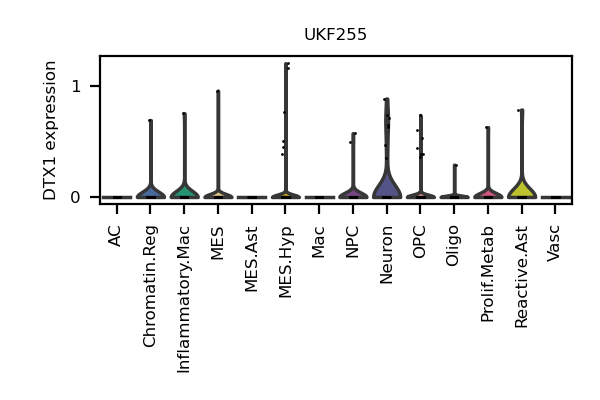 UKF255
DTX1 expression
1
0
AC
Chromatin.Reg
Inflammatory.Mac
MES
MES.Ast
MES.Hyp
Mac
NPC
Neuron
OPC
Oligo
Prolif.Metab
Reactive.Ast
Vasc